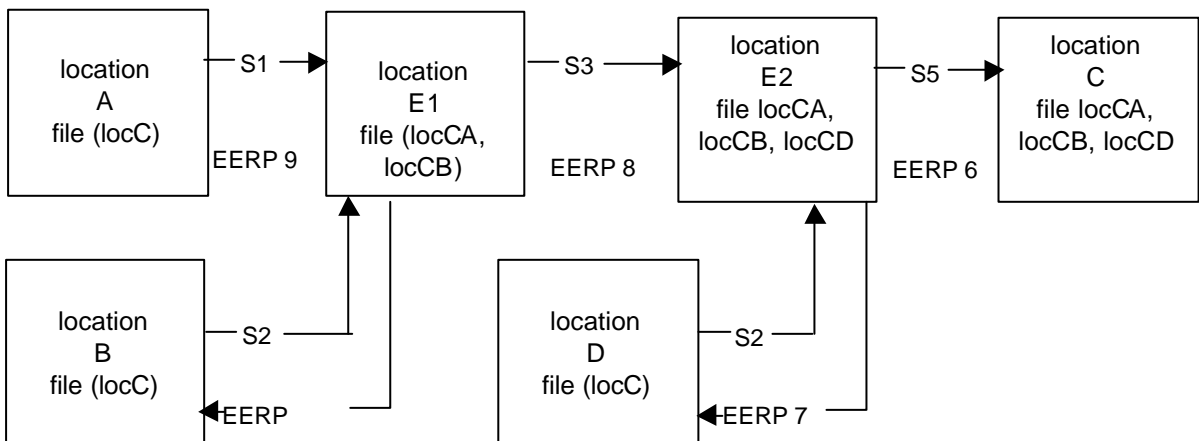 location
A
file (locC)
S1
EERP 9
location
E1
file (locCA,
locCB)
S3
EERP 8
location
E2
file locCA,
locCB, locCD
S5
EERP 6
location
C
file locCA,
locCB, locCD
location
B
file (locC)
S2
EERP
location
D
file (locC)
S2
EERP 7